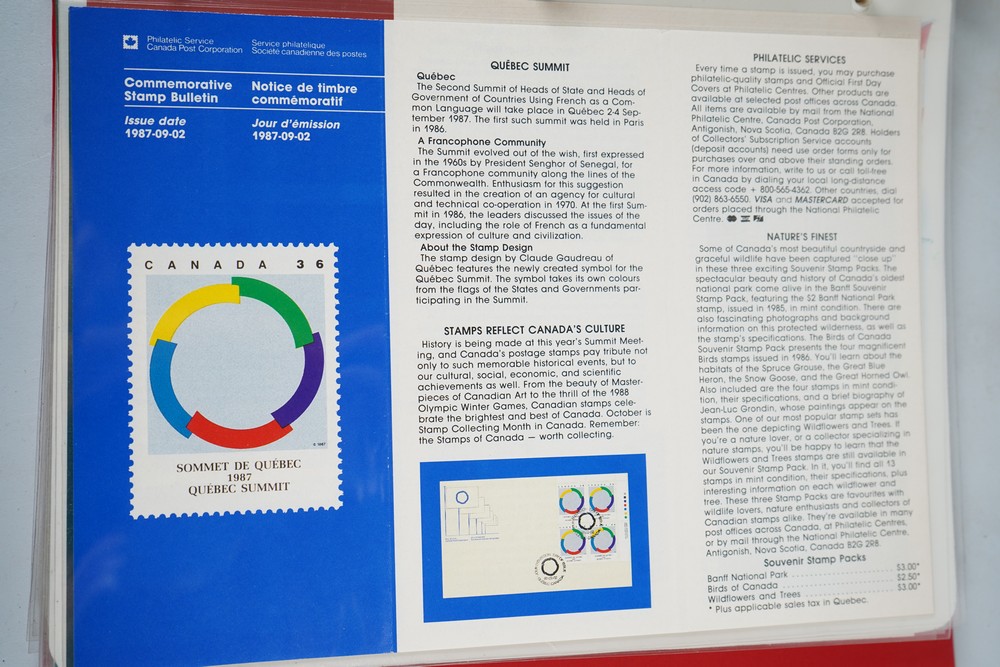 Philatelic Service
Canada Post Corporation
Service philatélique
Société canadienne des postes
Commemorative
Stamp Bulletin
Notice de timbre
commémoratif
Issue date
1987-09-02
Jour d'émission
1987-09-02
CANADA 36
© 1987
SOMMET DE QUÉBEC
1987
QUÉBEC SUMMIT
QUÉBEC SUMMIT
Québec
The Second Summit of Heads of State and Heads of
Government of Countries Using French as a Com-
mon Language will take place in Québec 2-4 Sep-
tember 1987. The first such summit was held in Paris
in 1986.
A Francophone Community
The Summit evolved out of the wish, first expressed
in the 1960s by President Senghor of Senegal, for
a Francophone community along the lines of the
Commonwealth. Enthusiasm for this suggestion
resulted in the creation of an agency for cultural
and technical co-operation in 1970. At the first Sum-
mit in 1986, the leaders discussed the issues of the
day, including the role of French as a fundamental
expression of culture and civilization.
About the Stamp Design
The stamp design by Claude Gaudreau of
Québec features the newly created symbol for the
Québec Summit. The symbol takes its own colours
from the flags of the States and Governments par-
ticipating in the Summit.
STAMPS REFLECT CANADA'S CULTURE
History is being made at this year's Summit Meet-
ing, and Canada's postage stamps pay tribute not
only to such memorable historical events, but to
our cultural, social, economic, and scientific
achievements as well. From the beauty of Master-
pieces of Canadian Art to the thrill of the 1988
Olympic Winter Games, Canadian stamps cele-
brate the brightest and best of Canada. October is
Stamp Collecting Month in Canada. Remember:
the Stamps of Canada — worth collecting.
PHILATELIC SERVICES
Every time a stamp is issued, you may purchase
philatelic-quality stamps and Official First Day
Covers at Philatelic Centres. Other products are
available at selected post offices across Canada.
All items are available by mail from the National
Philatelic Centre, Canada Post Corporation,
Antigonish, Nova Scotia, Canada B2G 2R8. Holders
of Collectors' Subscription Service accounts
(deposit accounts) need use order forms only for
purchases over and above their standing orders.
For more information, write to us or call toll-free
in Canada by dialing your local long-distance
access code + 800-565-4362. Other countries, dial
(902) 863-6550. VISA and MASTERCARD accepted for
orders placed through the National Philatelic
Centre.
NATURE'S FINEST
Some of Canada's most beautiful countryside and
graceful wildlife have been captured "close up"
in these three exciting Souvenir Stamp Packs. The
spectacular beauty and history of Canada's oldest
national park come alive in the Banff Souvenir
Stamp Pack, featuring the $2 Banff National Park
stamp, issued in 1985, in mint condition. There are
also fascinating photographs and background
information on this protected wilderness, as well as
the stamp's specifications. The Birds of Canada
Souvenir Stamp Pack presents the four magnificent
Birds stamps issued in 1986. You'll learn about the
habitats of the Spruce Grouse, the Great Blue
Heron, the Snow Goose, and the Great Horned Owl.
Also included are the four stamps in mint condi-
tion, their specifications, and a brief biography of
Jean-Luc Grondin, whose paintings appear on the
stamps. One of our most popular stamp sets has
been the one depicting Wildflowers and Trees. If
you're a nature lover, or a collector specializing in
nature stamps, you'll be happy to learn that the
Wildflowers and Trees stamps are still available in
our Souvenir Stamp Pack. In it, you'll find all 13
stamps in mint condition, their specifications, plus
interesting information on each wildflower and
tree. These three Stamp Packs are favourites with
wildlife lovers, nature enthusiasts and collectors of
Canadian stamps alike. They're available in many
post offices across Canada, at Philatelic Centres,
or by mail through the National Philatelic Centre,
Antigonish, Nova Scotia, Canada B2G 2R8.
Souvenir Stamp Packs
Banff National Park $3.00*
Birds of Canada $2.50*
Wildflowers and Trees $3.00*
* Plus applicable sales tax in Quebec.